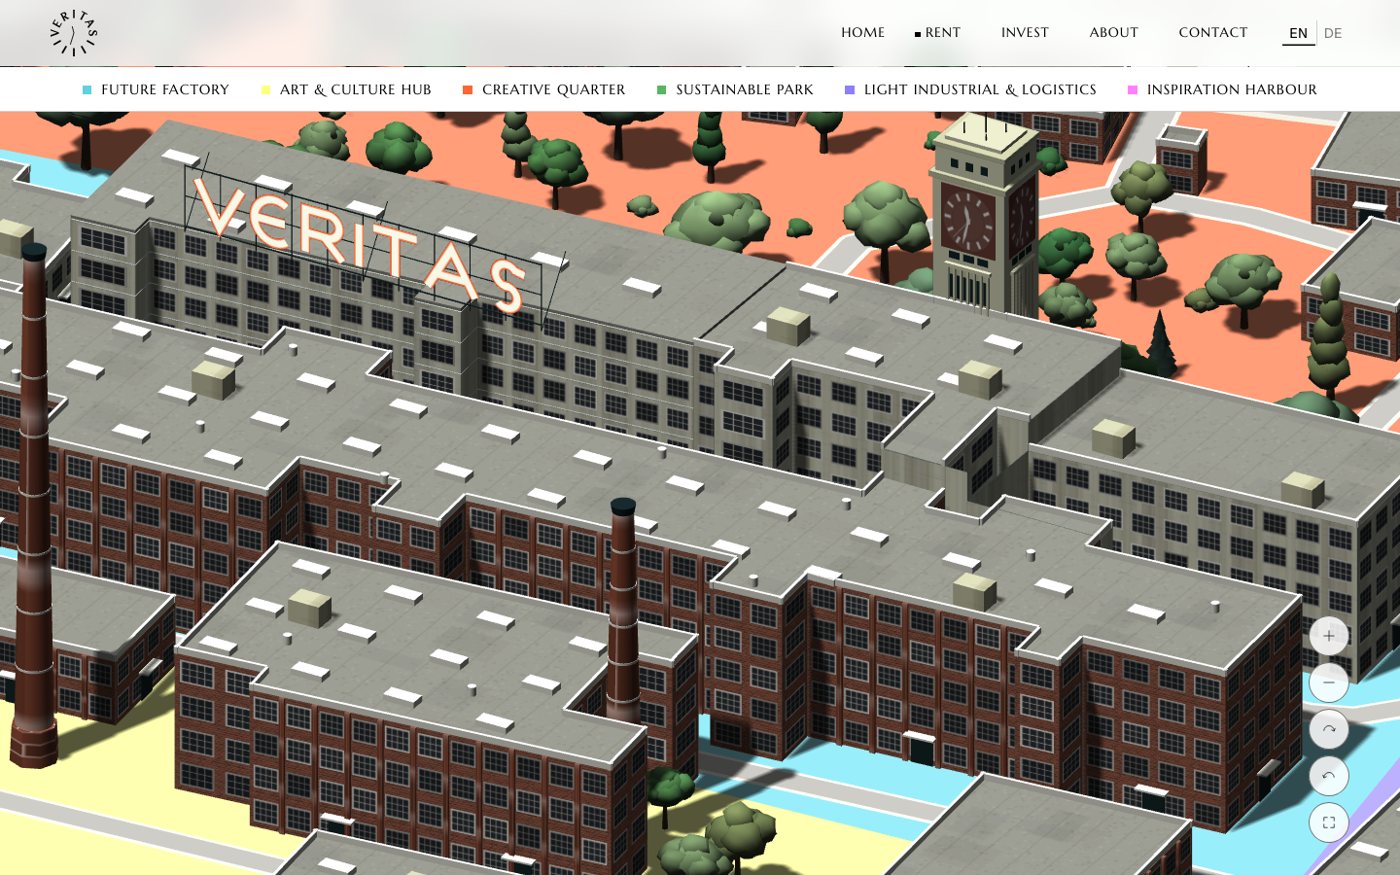 VERITAS
HOME
RENT
INVEST
ABOUT
CONTACT
EN
DE
FUTURE FACTORY
ART & CULTURE HUB
CREATIVE QUARTER
SUSTAINABLE PARK
LIGHT INDUSTRIAL & LOGISTICS
INSPIRATION HARBOUR
VERITAS